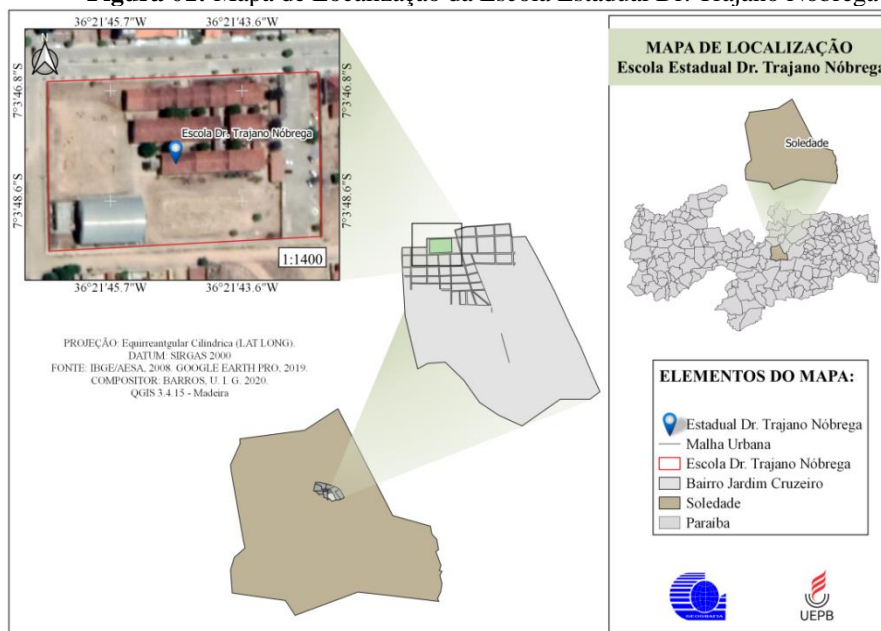 Figura 01: Mapa de Localização da Escola Estadual Dr. Trajano Nóbrega
36°21'45.7"W 36°21'43.6"W
7°3'46.8"S 7°3'46.8"S
Escola Dr. Trajano Nóbrega
7°3'48.6"S 7°3'48.6"S
1:1400
36°21'45.7"W 36°21'43.6"W
PROJEÇÃO: Equirreantgular Cilíndrica (LAT LONG).
DATUM: SIRGAS 2000
FONTE: IBGE/AESA, 2008. GOOGLE EARTH PRO, 2019.
COMPOSITOR: BARROS, U. I. G. 2020.
QGIS 3.4.15 - Madeira
MAPA DE LOCALIZAÇÃO
Escola Estadual Dr. Trajano Nóbrega
Soledade
ELEMENTOS DO MAPA:
Estadual Dr. Trajano Nóbrega
Malha Urbana
Escola Dr. Trajano Nóbrega
Bairro Jardim Cruzeiro
Soledade
Paraíba
GEOGRAFIA
UEPB